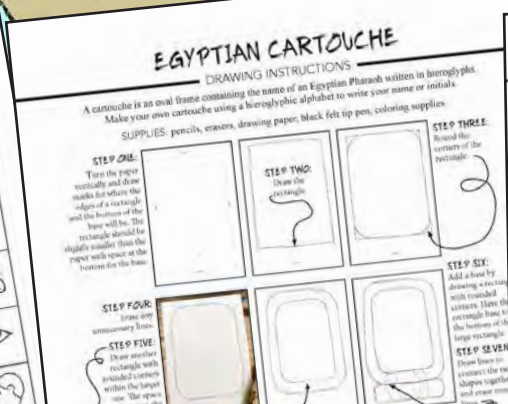 EGYPTIAN CARTOUCHE
DRAWING INSTRUCTIONS
A cartouche is an oval frame containing the name of an Egyptian Pharaoh written in hieroglyphs.
Make your own cartouche using a hieroglyphic alphabet to write your name or initials.
SUPPLIES: pencils, erasers, drawing paper, black felt tip pen, coloring supplies
STEP ONE:
Turn the paper
vertically and draw
marks for where the
edges of a rectangle
and the bottom of the
base will be. The
rectangle should be
slightly smaller than the
paper with space at the
bottom for the base.
STEP TWO:
Draw the
rectangle.
STEP THREE:
Round the
corners of the
rectangle.
STEP FOUR:
Erase any
unnecessary lines.
STEP FIVE:
Draw another
rectangle with
rounded corners
within the larger
one. The space
STEP SIX:
Add a base by
drawing a
with rounded
corners. Have the
rectangle base
the bottom of the
large rectangle.
STEP SEVEN
Draw lines to
connect the
shapes together
and erase
lines